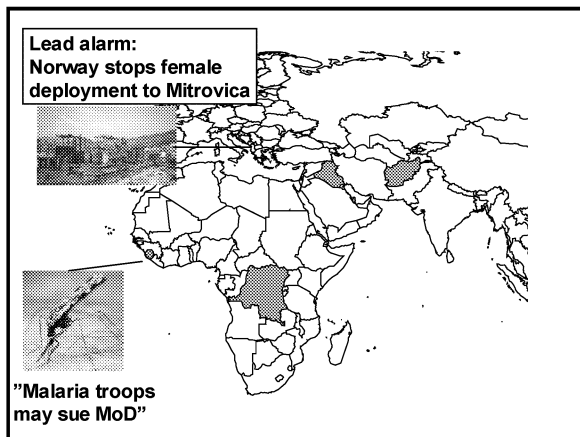 Lead alarm:
Norway stops female
deployment to Mitrovica
”Malaria troops
may sue MoD”